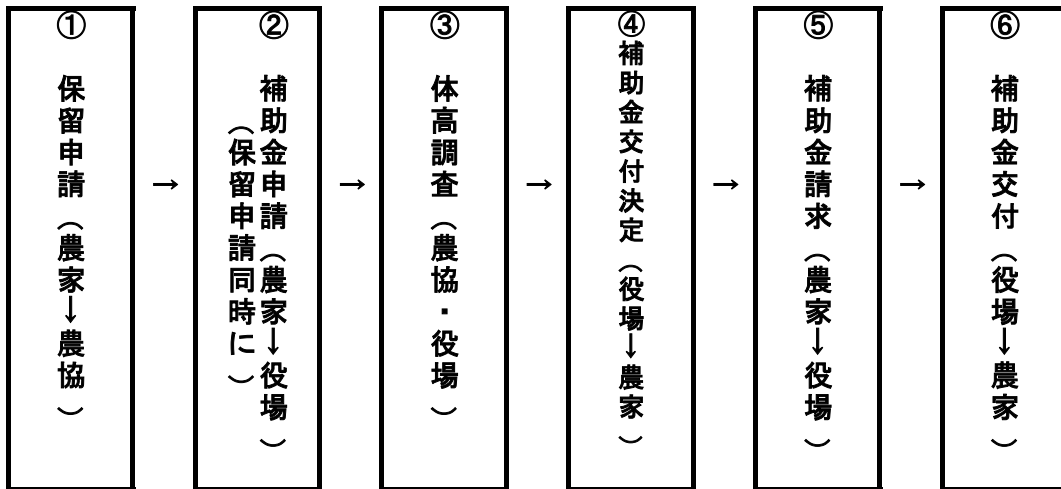 ①
保留申請（農家→農協）
→
②
補助金申請（農家→役場）
（保留申請同時に）
→
③
体高調査（農協・役場）
→
④
補助金交付決定（役場→農家）
→
⑤
補助金請求（農家→役場）
→
⑥
補助金交付（役場→農家）